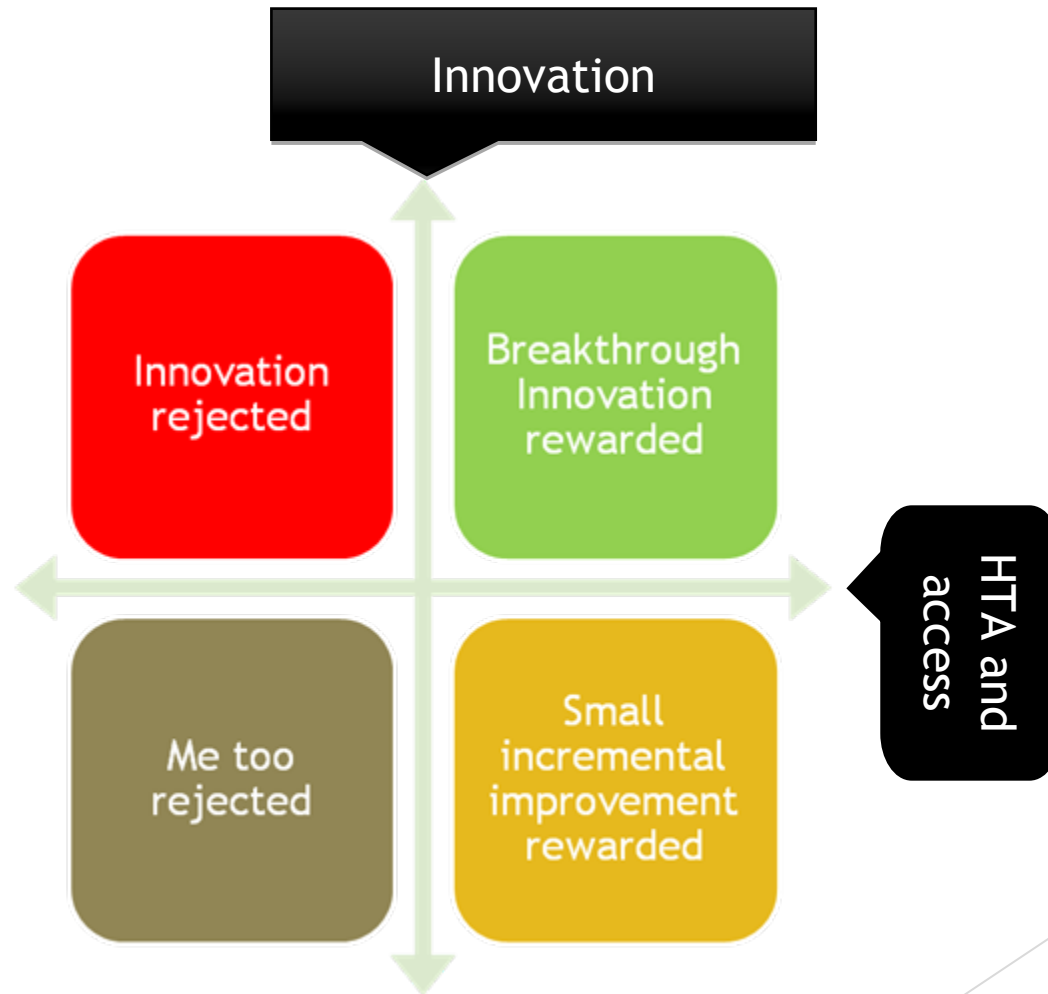 Innovation
Innovation
rejected
Breakthrough
Innovation
rewarded
HTA and
access
Me too
rejected
Small
incremental
improvement
rewarded